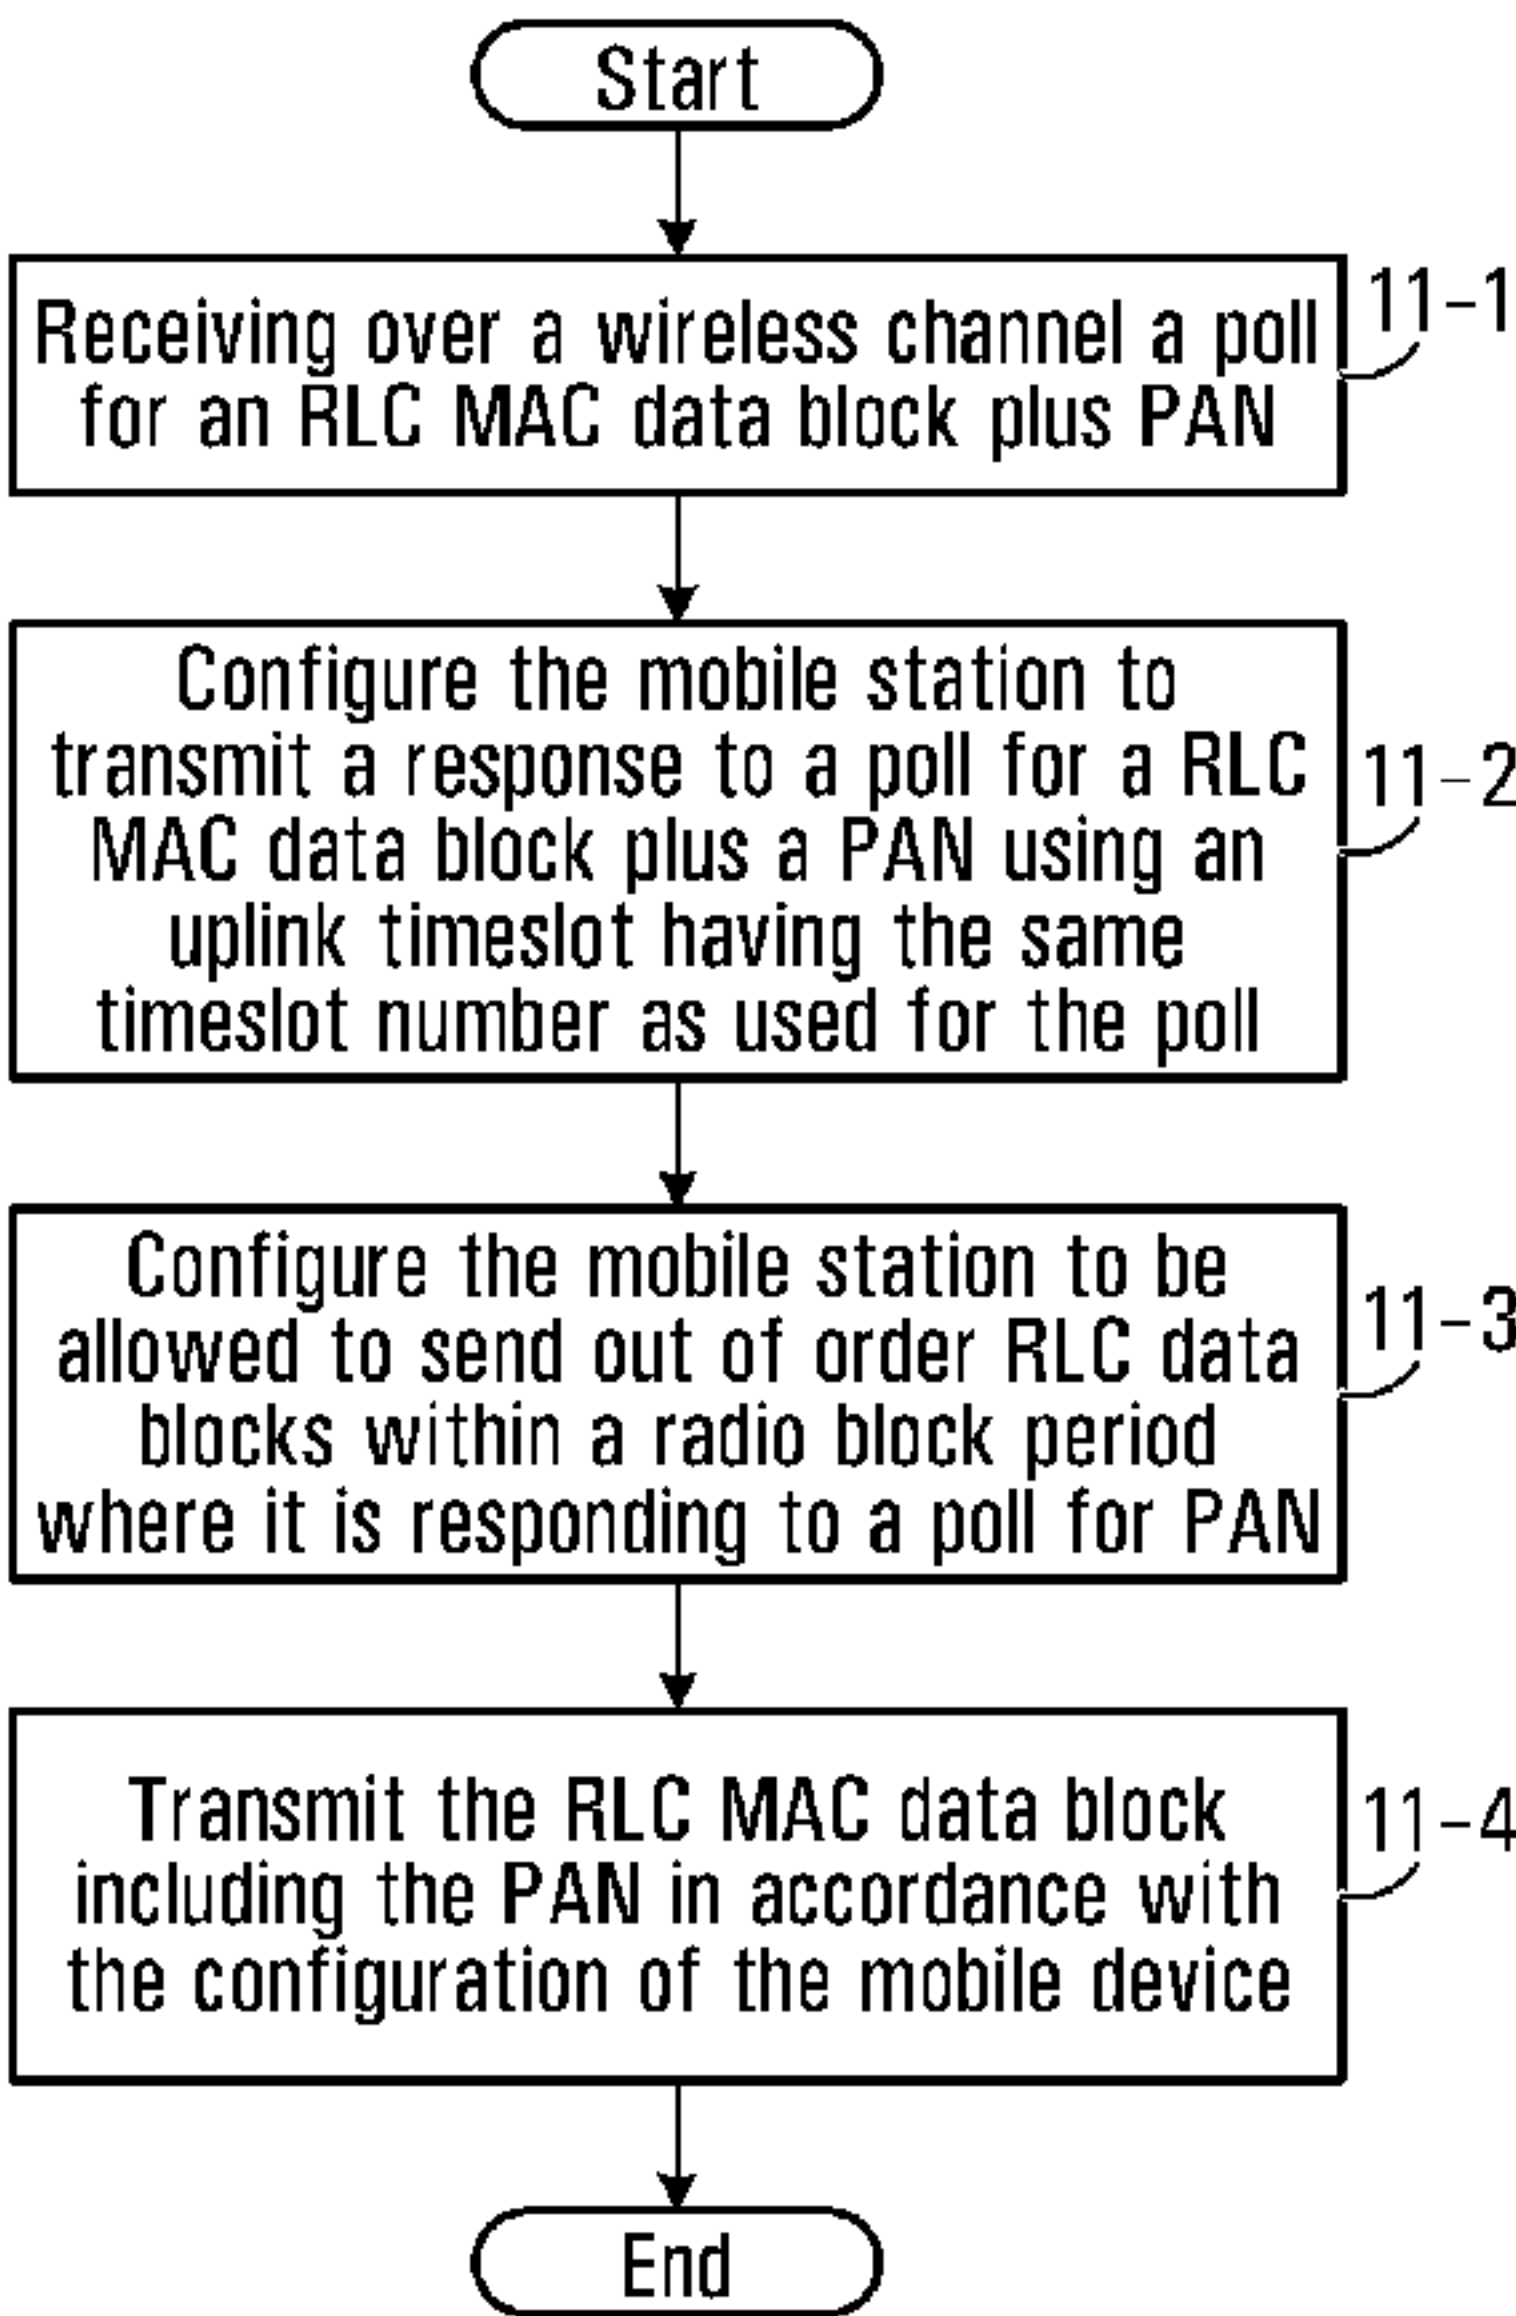 Start
Receiving over a wireless channel a poll
for an RLC MAC data block plus PAN
11-1
Configure the mobile station to
transmit a response to a poll for a RLC
MAC data block plus a PAN using an
uplink timeslot having the same
timeslot number as used for the poll
11-2
Configure the mobile station to be
allowed to send out of order RLC data
blocks within a radio block period
where it is responding to a poll for PAN
11-3
Transmit the RLC MAC data block
including the PAN in accordance with
the configuration of the mobile device
11-4
End